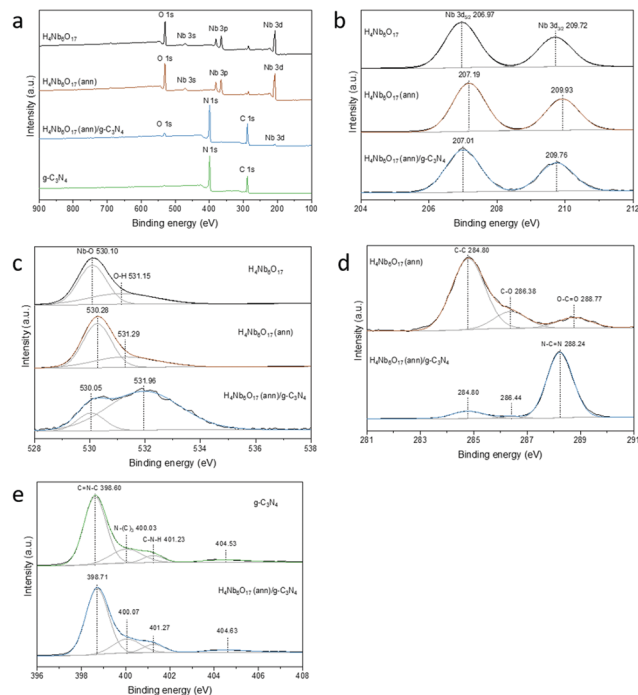 a
O 1s
Nb 3s
Nb 3p
Nb 3d
H₄Nb₆O₁₇
O 1s
Nb 3s
Nb 3p
Nb 3d
H₄Nb₆O₁₇(ann)
N 1s
C 1s
O 1s
Nb 3d
H₄Nb₆O₁₇(ann)/g-C₃N₄
N 1s
C 1s
g-C₃N₄
Intensity (a.u.)
900 800 700 600 500 400 300 200 100
Binding energy (eV)
b
Nb 3d₅/₂ 206.97
Nb 3d₃/₂ 209.72
H₄Nb₆O₁₇
207.19
209.93
H₄Nb₆O₁₇(ann)
207.01
209.76
H₄Nb₆O₁₇(ann)/g-C₃N₄
Intensity (a.u.)
204 206 208 210 212
Binding energy (eV)
c
Nb-O 530.10
O-H 531.15
H₄Nb₆O₁₇
530.28
531.29
H₄Nb₆O₁₇(ann)
530.05
531.96
H₄Nb₆O₁₇(ann)/g-C₃N₄
Intensity (a.u.)
528 530 532 534 536 538
Binding energy (eV)
d
C-C 284.80
H₄Nb₆O₁₇(ann)
C-O 286.38
O-C=O 288.77
N-C=N 288.24
H₄Nb₆O₁₇(ann)/g-C₃N₄
284.80
286.44
Intensity (a.u.)
281 283 285 287 289 291
Binding energy (eV)
e
C=N-C 398.60
g-C₃N₄
N-(C)₃ 400.03
C-N-H 401.23
404.53
398.71
H₄Nb₆O₁₇(ann)/g-C₃N₄
400.07
401.27
404.63
Intensity (a.u.)
396 398 400 402 404 406 408
Binding energy (eV)